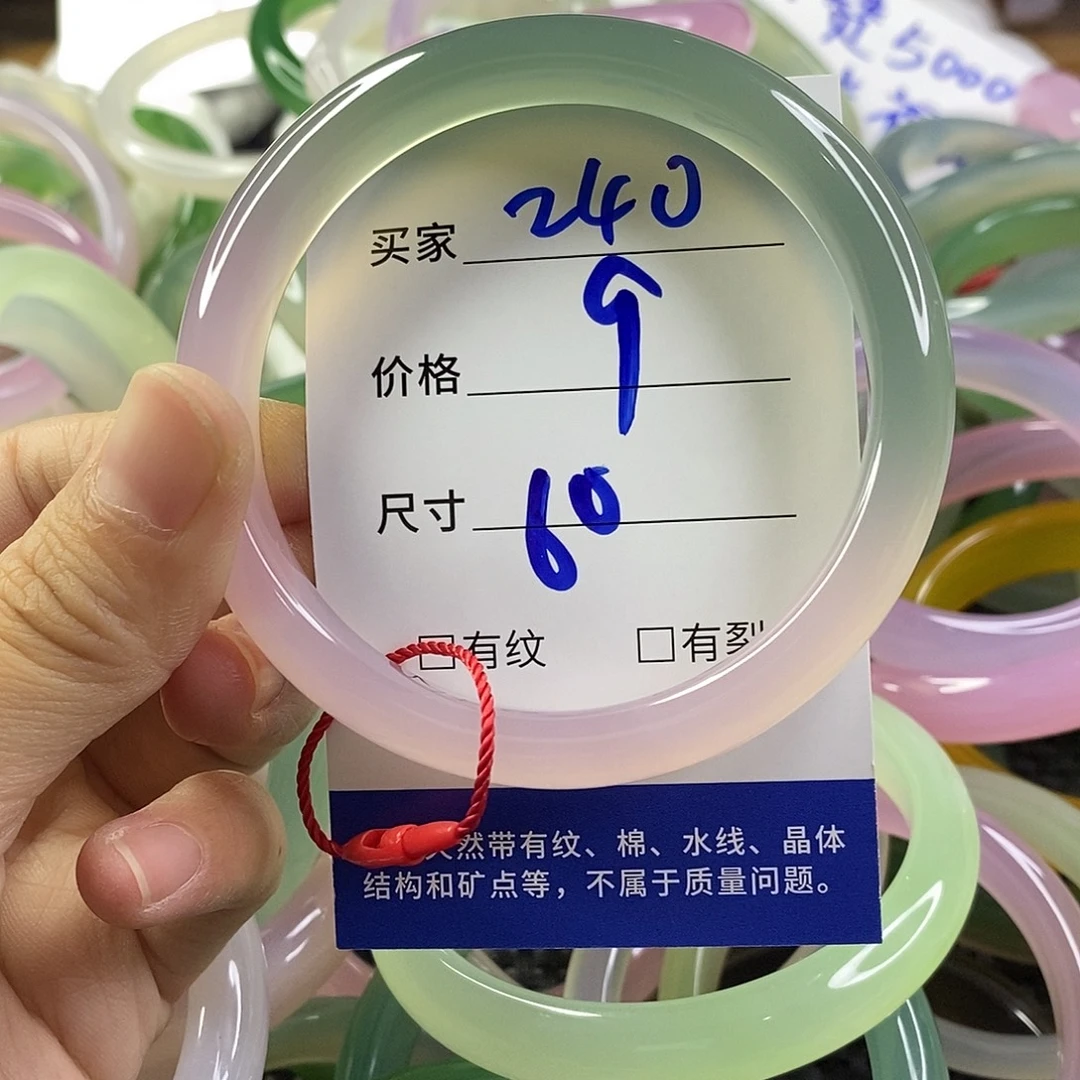 5000
买家 240
价格 9
尺寸 60
□有纹 □有裂
天然带有纹、棉、水线、晶体
结构和矿点等，不属于质量问题。